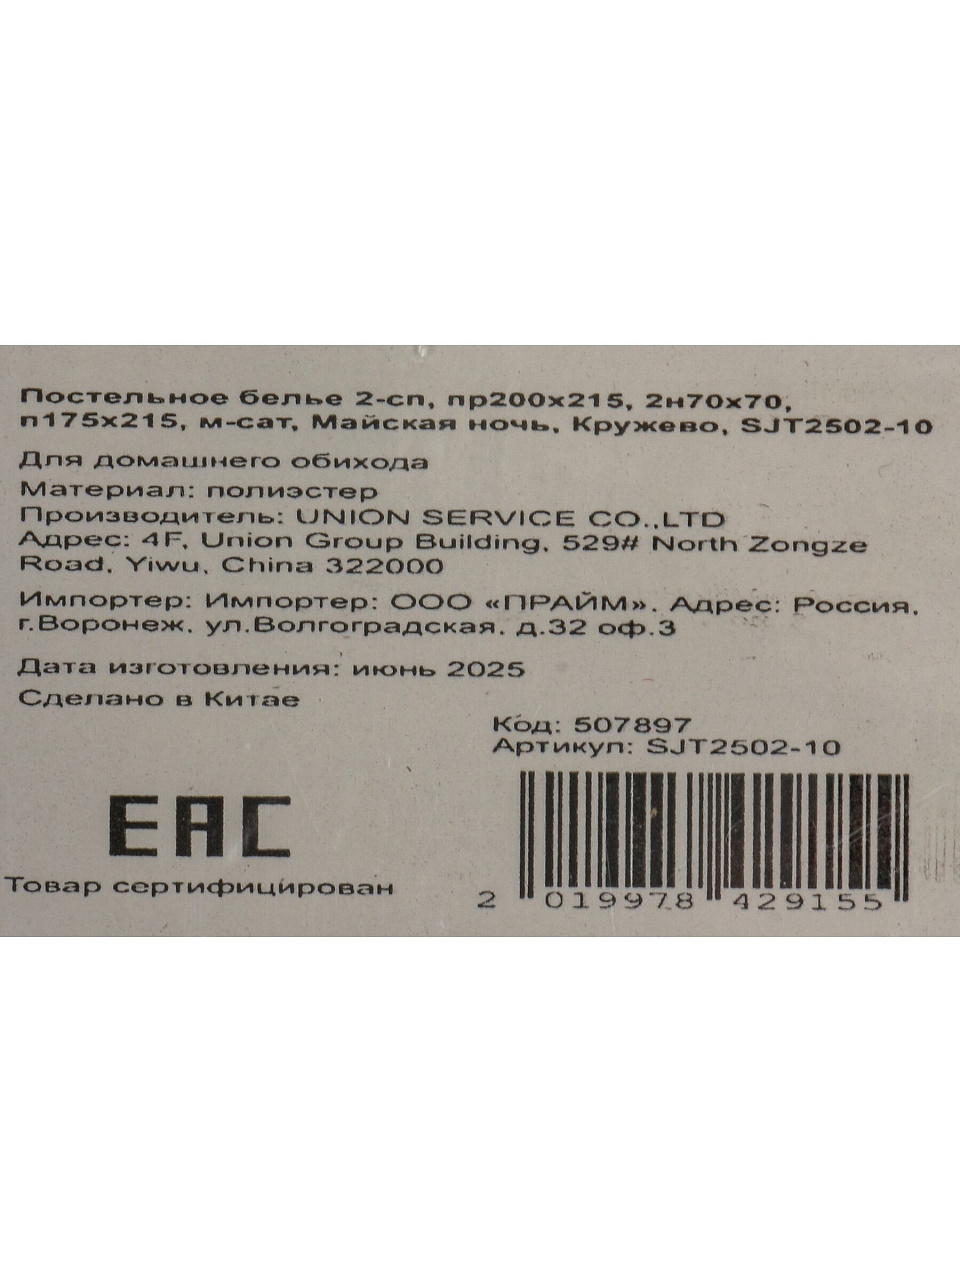 Постельное белье 2-сп, пр200х215, 2н70х70,
п175х215, м-сат, Майская ночь, Кружево, SJT2502-10
Для домашнего обихода
Материал: полиэстер
Производитель: UNION SERVICE CO.,LTD
Адрес: 4F, Union Group Building, 529# North Zongze
Road, Yiwu, China 322000
Импортер: Импортер: ООО «ПРАЙМ». Адрес: Россия,
г.Воронеж, ул.Волгоградская, д.32 оф.3
Дата изготовления: июнь 2025
Сделано в Китае
Код: 507897
Артикул: SJT2502-10
EAC
Товар сертифицирован
2 019978 429155